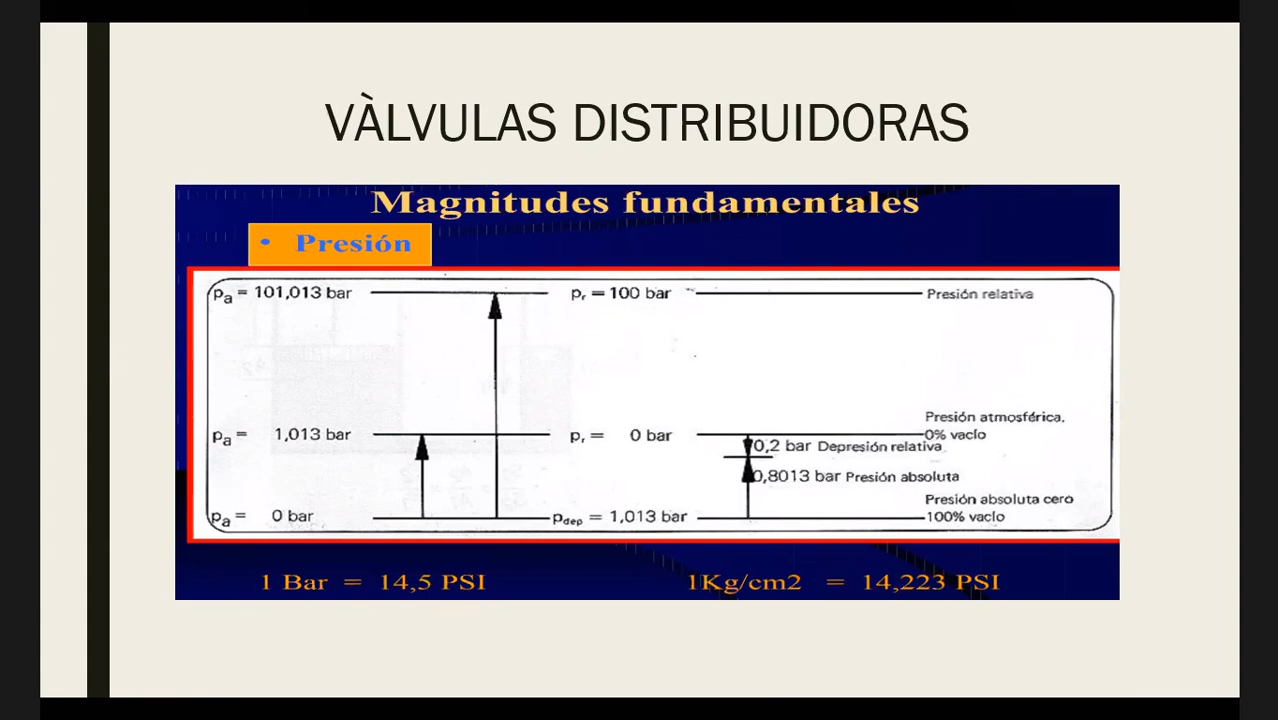 VÀLVULAS DISTRIBUIDORAS
Magnitudes fundamentales
• Presión
pa = 101,013 bar pr = 100 bar Presión relativa
Presión atmosférica.
pa = 1,013 bar pr = 0 bar 0% vacío
0,2 bar Depresión relativa
0,8013 bar Presión absoluta
Presión absoluta cero
pa = 0 bar pdep = 1,013 bar 100% vacío
1 Bar = 14,5 PSI 1Kg/cm2 = 14,223 PSI